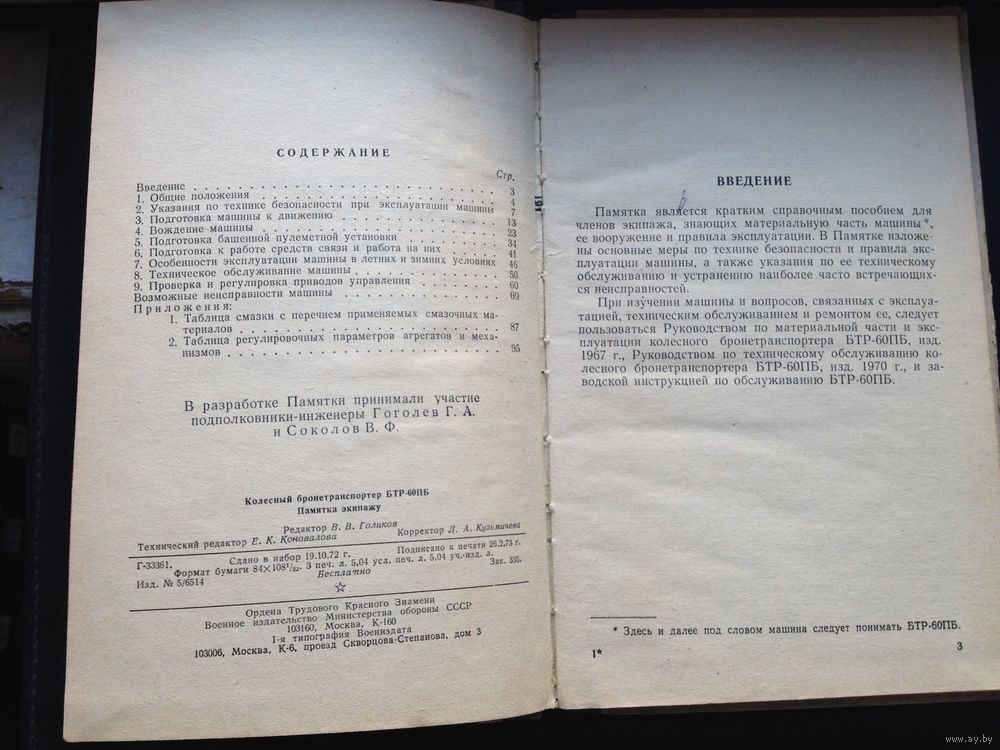 СОДЕРЖАНИЕ
Стр.
Введение . . . . . . . . . . . . . . . . . . . . 3
1. Общие положения . . . . . . . . . . . . . . . . 4
2. Указания по технике безопасности при эксплуатации машины 7
3. Подготовка машины к движению . . . . . . . . . . 13
4. Вождение машины . . . . . . . . . . . . . . . . 23
5. Подготовка башенной пулеметной установки . . . . . 34
6. Подготовка к работе средств связи и работа на них . . . 41
7. Особенности эксплуатации машины в летних и зимних условиях 46
8. Техническое обслуживание машины . . . . . . . . . 50
9. Проверка и регулировка приводов управления . . . . . 60
Возможные неисправности машины . . . . . . . . . . 69
Приложения:
1. Таблица смазки с перечнем применяемых смазочных ма-
териалов . . . . . . . . . . . . . . . . . . 87
2. Таблица регулировочных параметров агрегатов и меха-
низмов . . . . . . . . . . . . . . . . . . . 95
В разработке Памятки принимали участие
подполковники-инженеры Гоголев Г. А.
и Соколов В. Ф.
Колесный бронетранспортер БТР-60ПБ
Памятка экипажу
Редактор В. В. Голиков
Технический редактор Е. К. Коновалова Корректор Л. А. Кузьмичева
Г-33361. Сдано в набор 19.10.72 г. Подписано к печати 26.2.73 г.
Формат бумаги 84×108 1/32. 3 печ. л. 5,04 усл. печ. л. 5,04 уч.-изд. л.
Изд. № 5/6514 Бесплатно Зак. 335.
Ордена Трудового Красного Знамени
Военное издательство Министерства обороны СССР
103160, Москва, К-160
1-я типография Воениздата
103006, Москва, К-6, проезд Скворцова-Степанова, дом 3
ВВЕДЕНИЕ
Памятка является кратким справочным пособием для
членов экипажа, знающих материальную часть машины*,
ее вооружение и правила эксплуатации. В Памятке изложе-
ны основные меры по технике безопасности и правила экс-
плуатации машины, а также указания по ее техническому
обслуживанию и устранению наиболее часто встречающих-
ся неисправностей.
При изучении машины и вопросов, связанных с эксплуа-
тацией, техническим обслуживанием и ремонтом ее, следует
пользоваться Руководством по материальной части и экс-
плуатации колесного бронетранспортера БТР-60ПБ, изд.
1967 г., Руководством по техническому обслуживанию ко-
лесного бронетранспортера БТР-60ПБ, изд. 1970 г., и за-
водской инструкцией по обслуживанию БТР-60ПБ.
* Здесь и далее под словом машина следует понимать БТР-60ПБ.
1* 3
www.ay.by